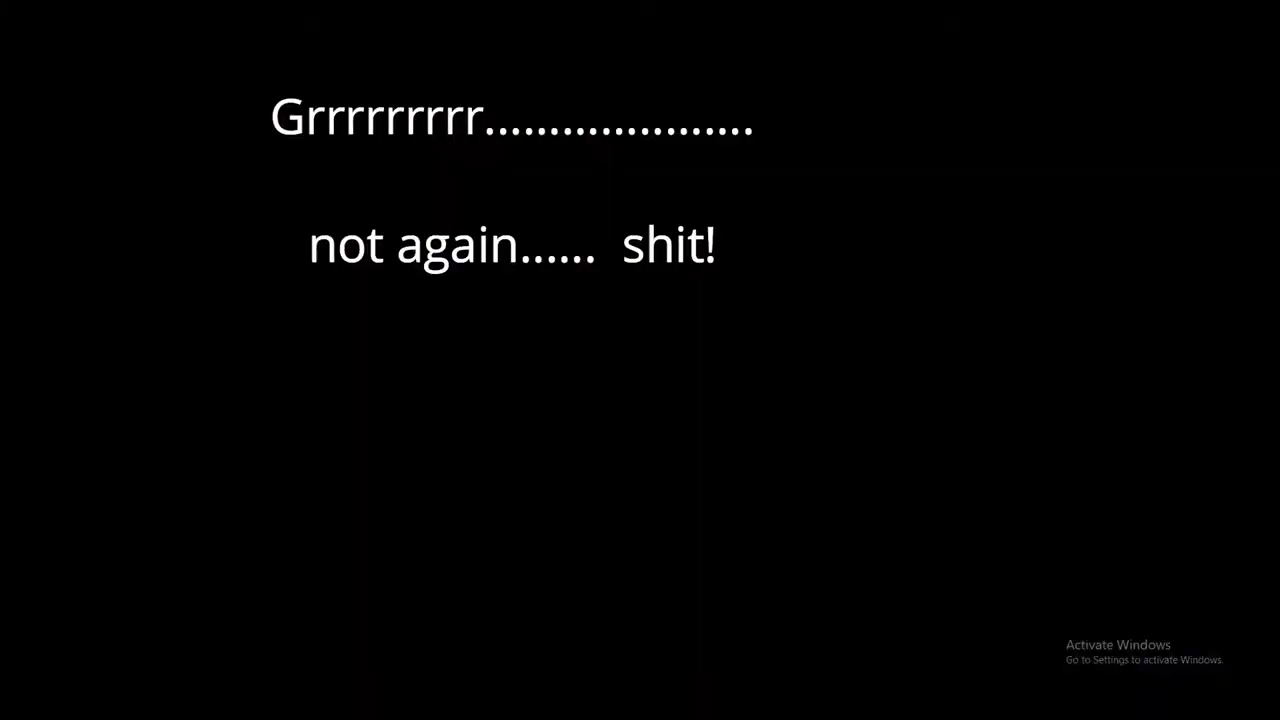 Grrrrrrrrr.....................
not again...... shit!
Activate Windows
Go to Settings to activate Windows.